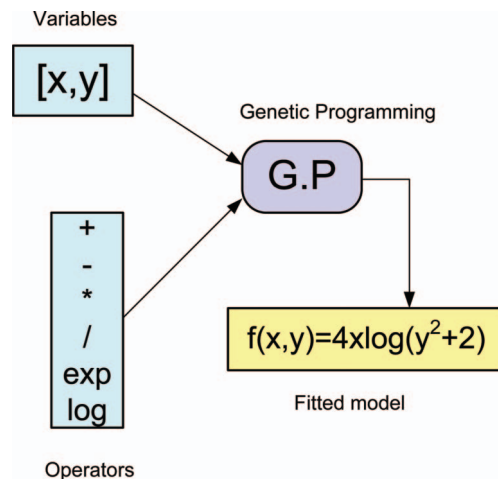 Variables
[x,y]
Genetic Programming
G.P
+
-
*
/
exp
log
f(x,y)=4xlog(y²+2)
Fitted model
Operators